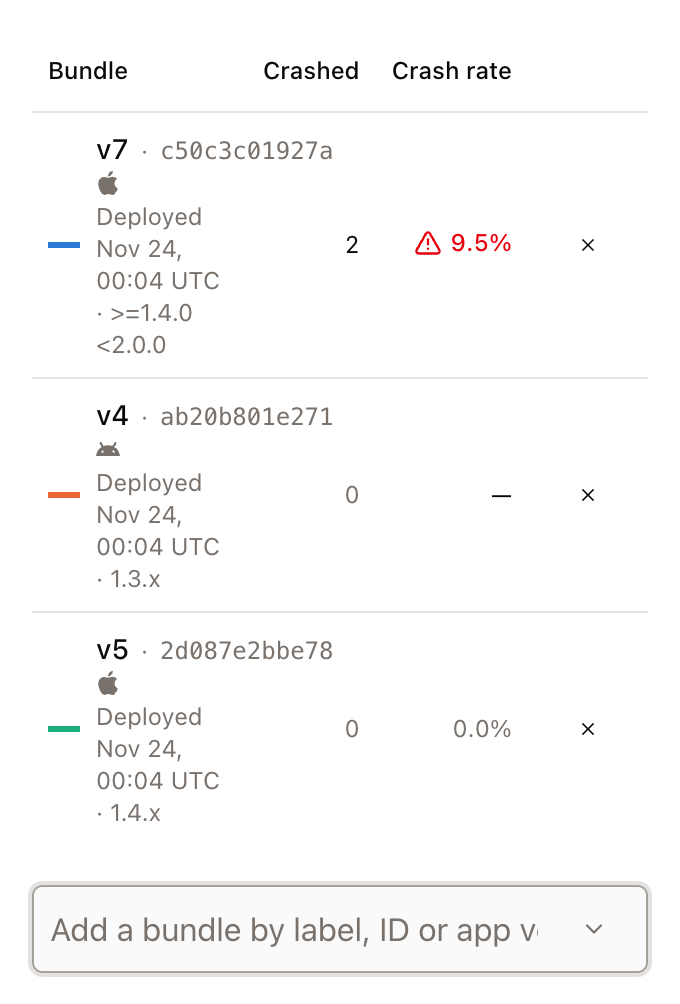 Bundle Crashed Crash rate
v7 · c50c3c01927a
Deployed
Nov 24,
00:04 UTC
· >=1.4.0
<2.0.0
2 9.5% ×
v4 · ab20b801e271
Deployed
Nov 24,
00:04 UTC
· 1.3.x
0 — ×
v5 · 2d087e2bbe78
Deployed
Nov 24,
00:04 UTC
· 1.4.x
0 0.0% ×
Add a bundle by label, ID or app v